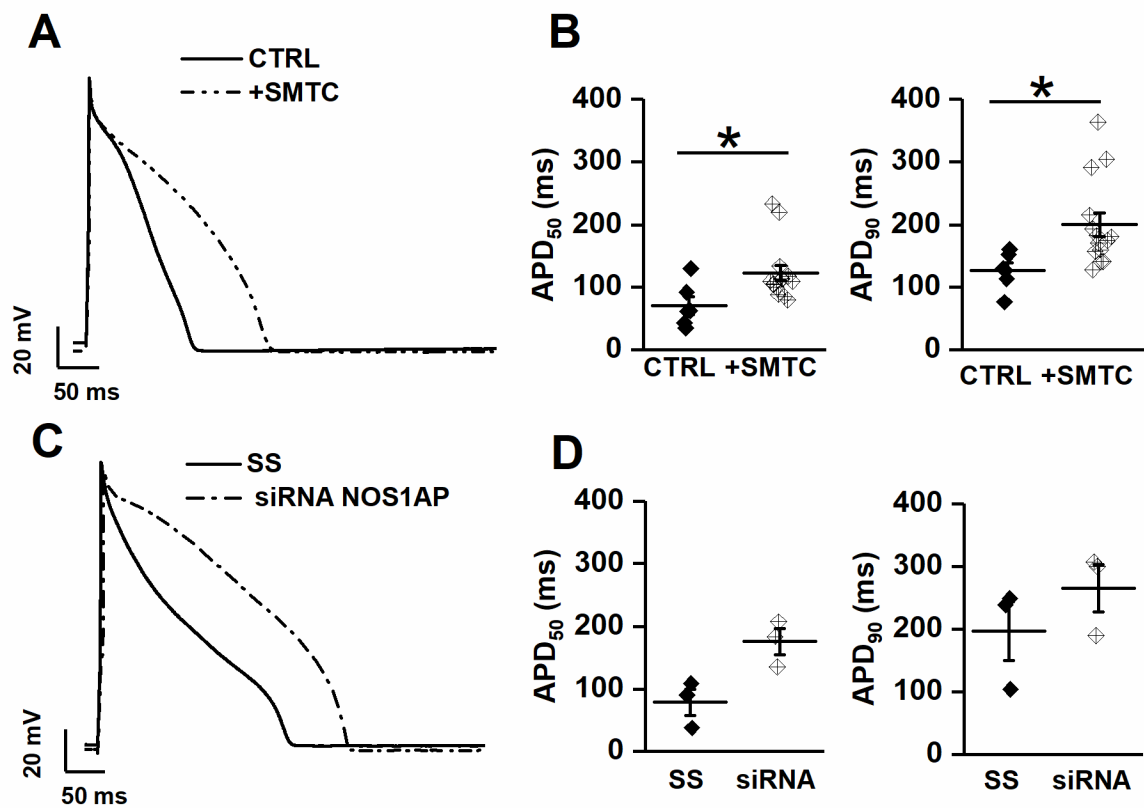 A
CTRL
+SMTC
20 mV
50 ms
B
APD50 (ms)
400
300
200
100
0
*
CTRL +SMTC
APD90 (ms)
400
300
200
100
0
*
CTRL +SMTC
C
SS
siRNA NOS1AP
20 mV
50 ms
D
APD50 (ms)
400
300
200
100
0
SS siRNA
APD90 (ms)
400
300
200
100
0
SS siRNA